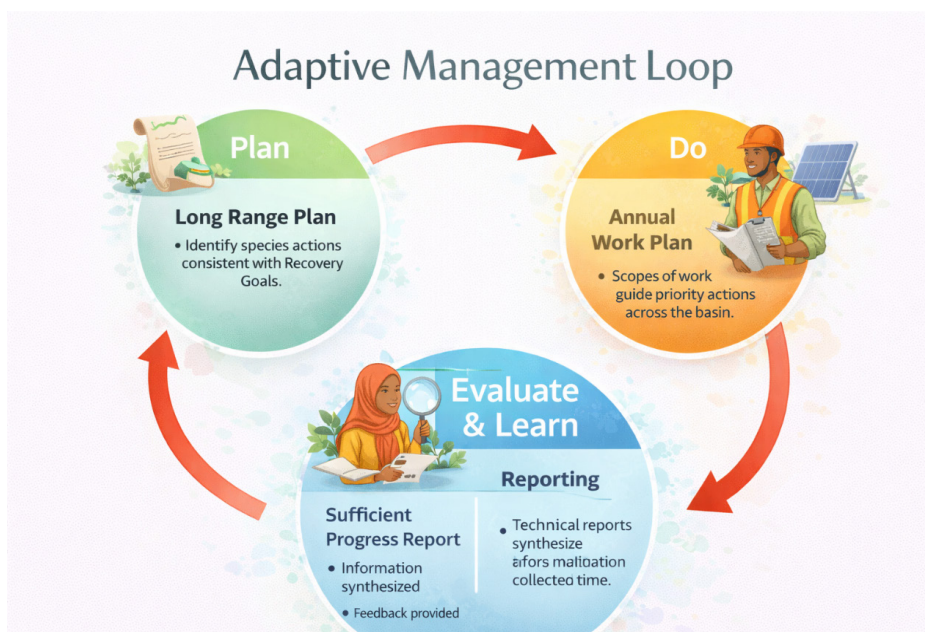 Adaptive Management Loop
Plan
Long Range Plan
• Identify species actions
consistent with Recovery
Goals.
Do
Annual
Work Plan
• Scopes of work
guide priority actions
across the basin.
Evaluate
& Learn
Sufficient
Progress Report
• Information
synthesized
• Feedback provided
Reporting
• Technical reports
synthesize
collected time.